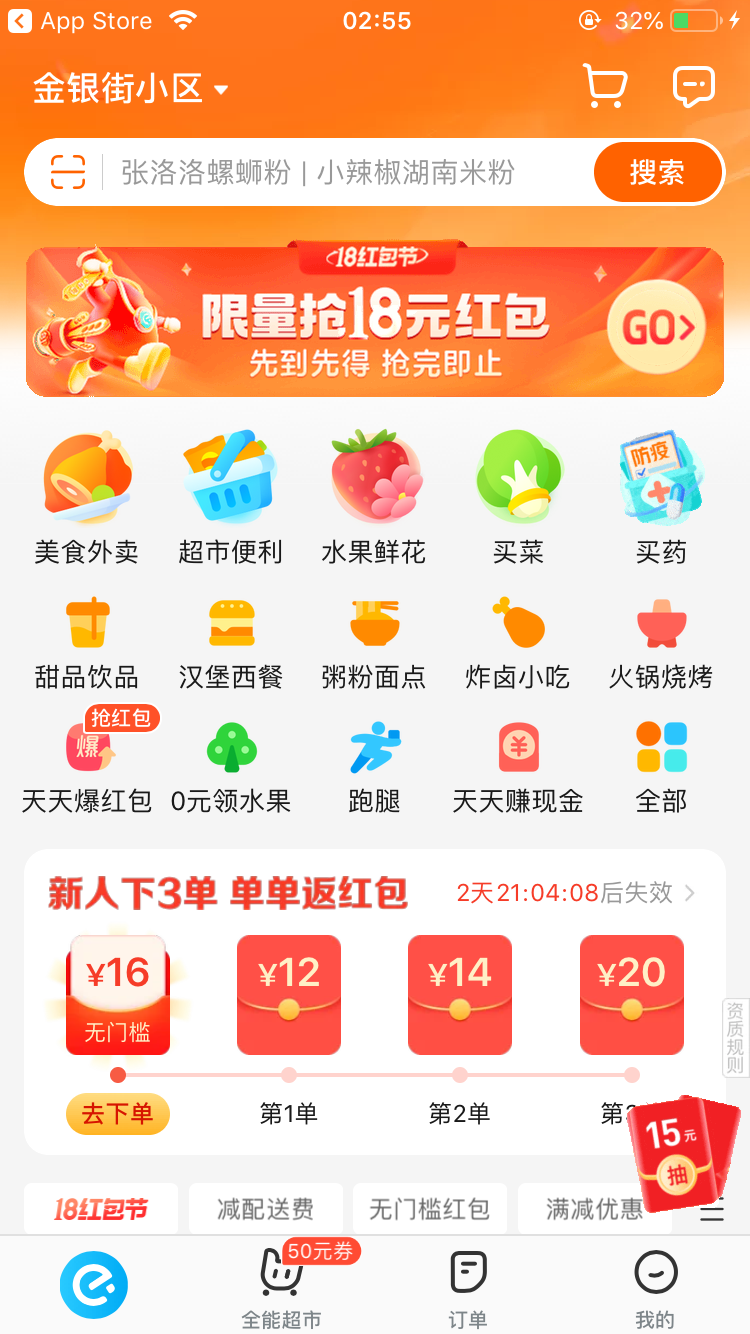 App Store
02:55
32%
金银街小区
张洛洛螺蛳粉 | 小辣椒湖南米粉
搜索
18红包节
限量抢18元红包
先到先得 抢完即止
GO
防疫
美食外卖
超市便利
水果鲜花
买菜
买药
甜品饮品
汉堡西餐
粥粉面点
炸卤小吃
火锅烧烤
抢红包
爆
天天爆红包
0元领水果
跑腿
¥
天天赚现金
全部
新人下3单 单单返红包
2天21:04:08后失效
¥16
无门槛
¥12
¥14
¥20
去下单
第1单
第2单
第3
资质规则
15元
抽
18红包节
减配送费
无门槛红包
满减优惠
50元券
全能超市
订单
我的